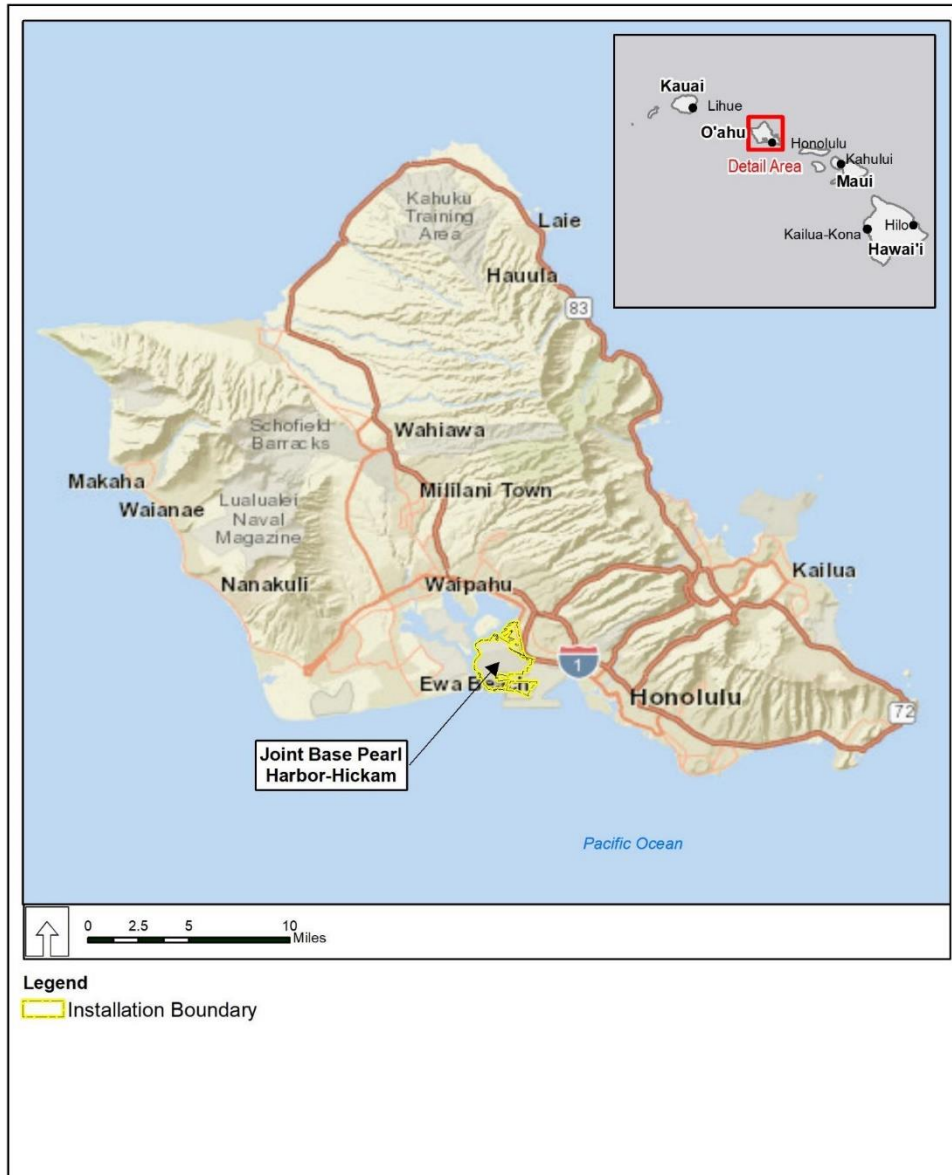 Kauai
Lihue
O'ahu
Honolulu
Detail Area
Kahului
Maui
Kailua-Kona
Hilo
Hawai'i
Kahuku
Training
Area
Laie
Hauula
83
Schofield
Barracks
Wahiawa
Makaha
Waianae
Lualualei
Naval
Magazine
Mililani Town
Nanakuli
Waipahu
Kailua
1
Ewa Beach
Honolulu
72
Joint Base Pearl
Harbor-Hickam
Pacific Ocean
0 2.5 5 10
Miles
Legend
Installation Boundary